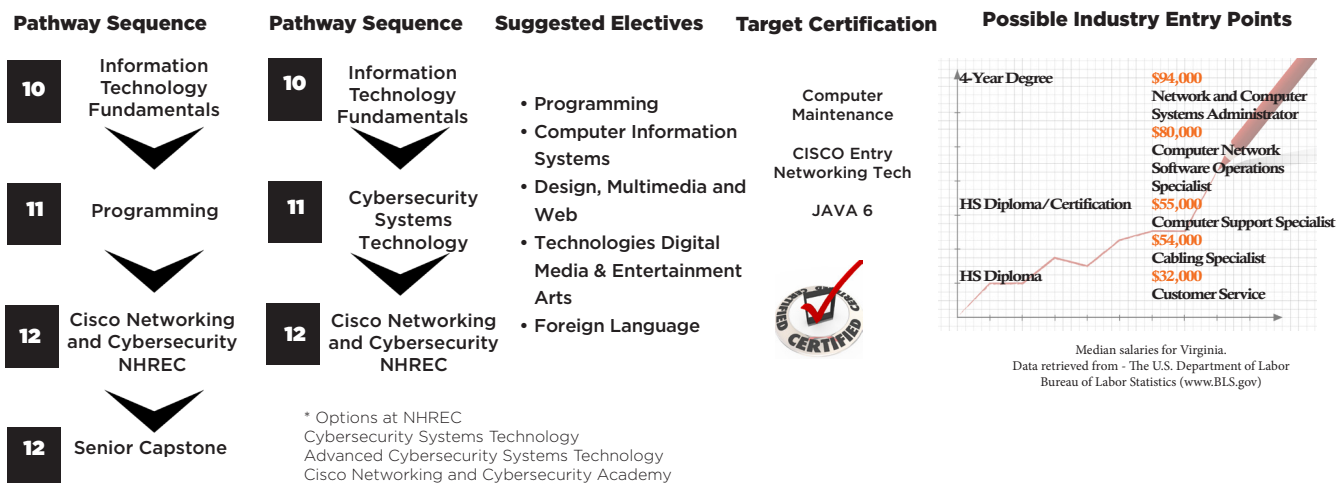 Pathway Sequence
10
Information
Technology
Fundamentals
11
Programming
12
Cisco Networking
and Cybersecurity
NHREC
12
Senior Capstone
Pathway Sequence
10
Information
Technology
Fundamentals
11
Cybersecurity
Systems
Technology
12
Cisco Networking
and Cybersecurity
NHREC
* Options at NHREC
Cybersecurity Systems Technology
Advanced Cybersecurity Systems Technology
Cisco Networking and Cybersecurity Academy
Suggested Electives
• Programming
• Computer Information
Systems
• Design, Multimedia and
Web
• Technologies Digital
Media & Entertainment
Arts
• Foreign Language
Target Certification
Computer
Maintenance
CISCO Entry
Networking Tech
JAVA 6
CERTIFIED CERTIFIED
CERTIFIED
Possible Industry Entry Points
4-Year Degree
$94,000
Network and Computer
Systems Administrator
$80,000
Computer Network
Software Operations
Specialist
HS Diploma/Certification
$55,000
Computer Support Specialist
$54,000
Cabling Specialist
HS Diploma
$32,000
Customer Service
Median salaries for Virginia.
Data retrieved from - The U.S. Department of Labor
Bureau of Labor Statistics (www.BLS.gov)